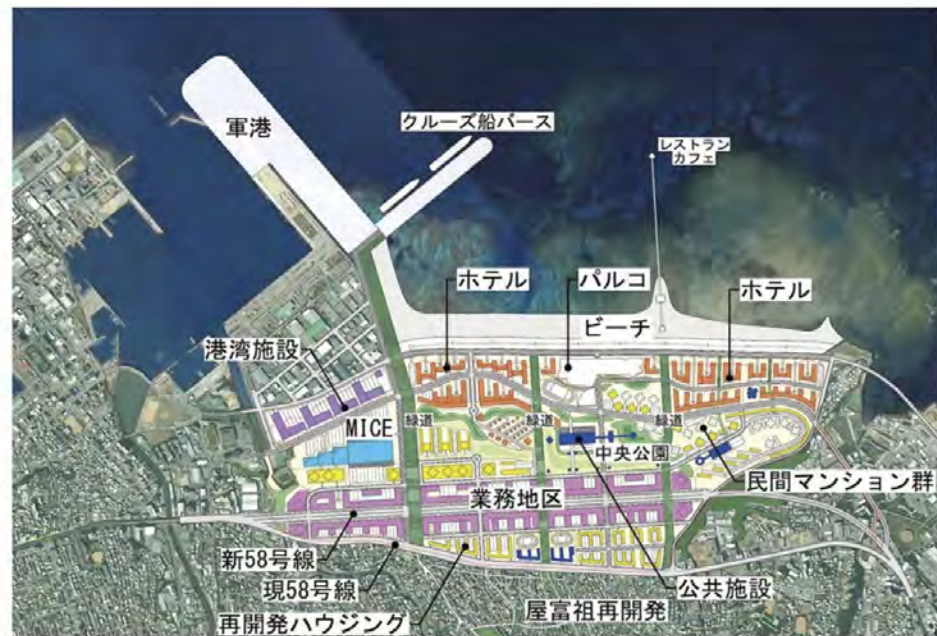 軍港
クルーズ船バース
レストラン
カフェ
ホテル
パルコ
ホテル
ビーチ
港湾施設
MICE
緑道
緑道
緑道
中央公園
民間マンション群
業務地区
新58号線
現58号線
公共施設
再開発ハウジング
屋富祖再開発